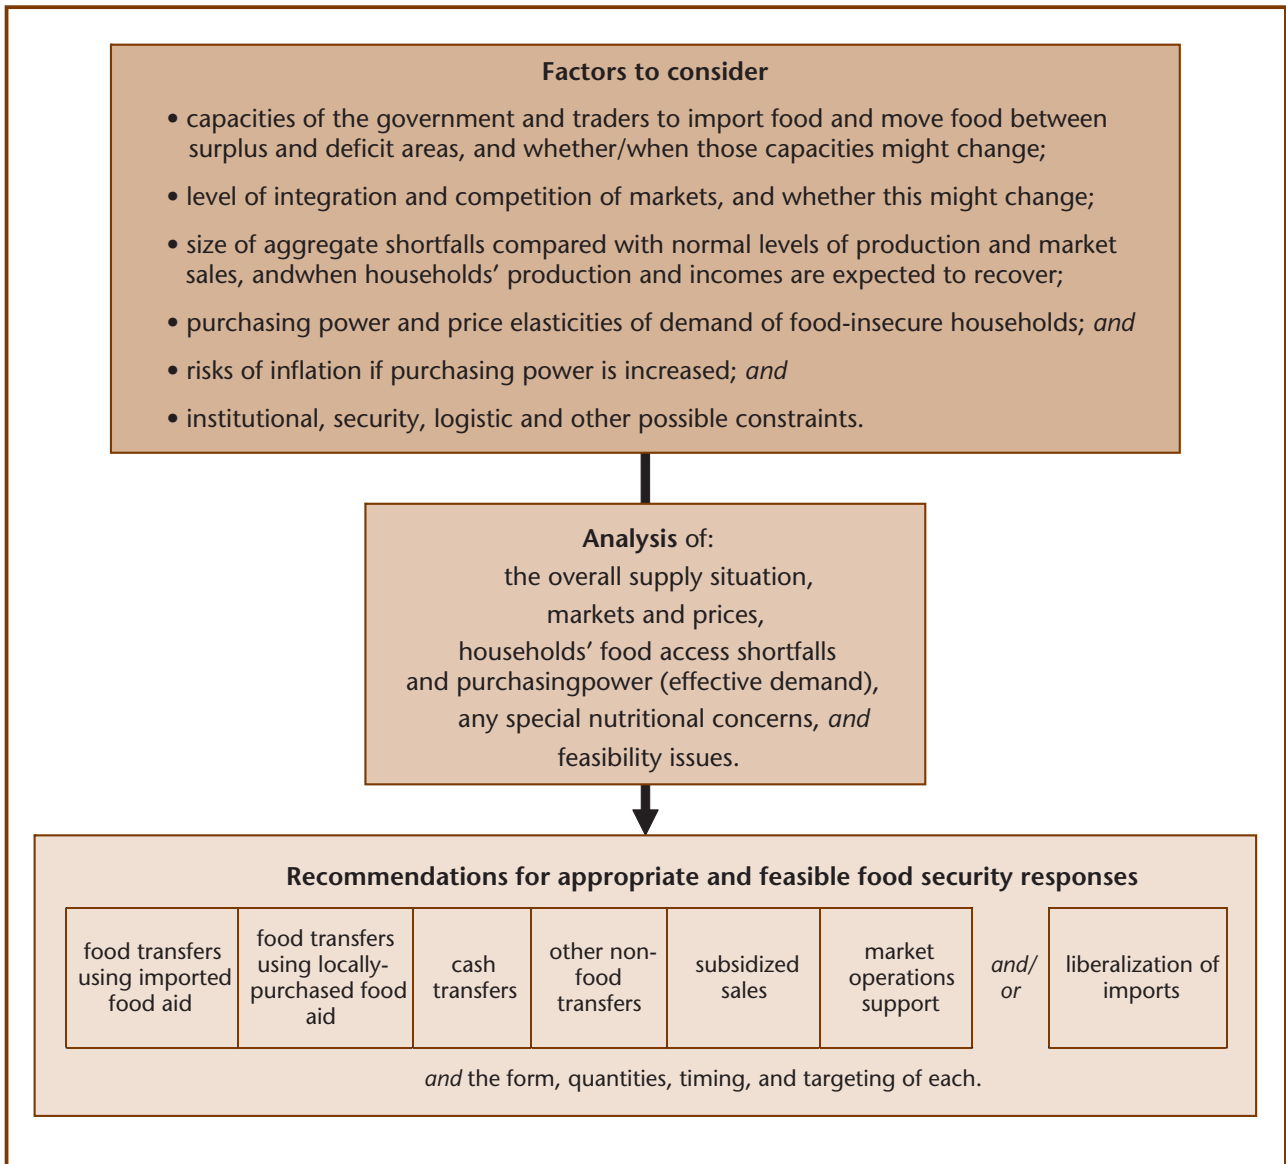 Factors to consider
• capacities of the government and traders to import food and move food between
surplus and deficit areas, and whether/when those capacities might change;
• level of integration and competition of markets, and whether this might change;
• size of aggregate shortfalls compared with normal levels of production and market
sales, andwhen households’ production and incomes are expected to recover;
• purchasing power and price elasticities of demand of food-insecure households; and
• risks of inflation if purchasing power is increased; and
• institutional, security, logistic and other possible constraints.
Analysis of:
the overall supply situation,
markets and prices,
households’ food access shortfalls
and purchasingpower (effective demand),
any special nutritional concerns, and
feasibility issues.
Recommendations for appropriate and feasible food security responses
food transfers
using imported
food aid
food transfers
using locally-
purchased food
aid
cash
transfers
other non-
food
transfers
subsidized
sales
market
operations
support
and/
or
liberalization of
imports
and the form, quantities, timing, and targeting of each.